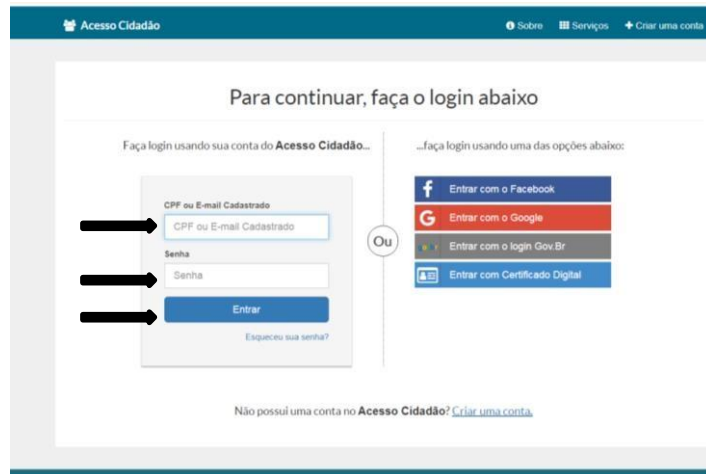 Acesso Cidadão
Sobre Serviços Criar uma conta
Para continuar, faça o login abaixo
Faça login usando sua conta do Acesso Cidadão...
CPF ou E-mail Cadastrado
CPF ou E-mail Cadastrado
Senha
Senha
Entrar
Esqueceu sua senha?
Ou
...faça login usando uma das opções abaixo:
Entrar com o Facebook
Entrar com o Google
Entrar com o login Gov.Br
Entrar com Certificado Digital
Não possui uma conta no Acesso Cidadão? Criar uma conta.